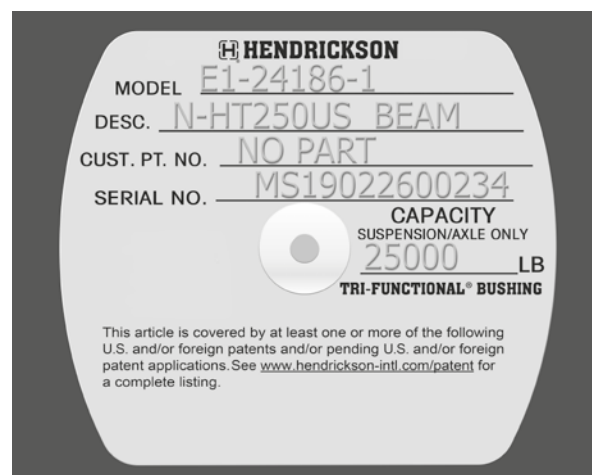 HENDRICKSON
MODEL E1-24186-1
DESC. N-HT250US BEAM
CUST. PT. NO. NO PART
SERIAL NO. MS19022600234
CAPACITY
SUSPENSION/AXLE ONLY
25000 LB
TRI-FUNCTIONAL® BUSHING
This article is covered by at least one or more of the following
U.S. and/or foreign patents and/or pending U.S. and/or foreign
patent applications. See www.hendrickson-intl.com/patent for
a complete listing.